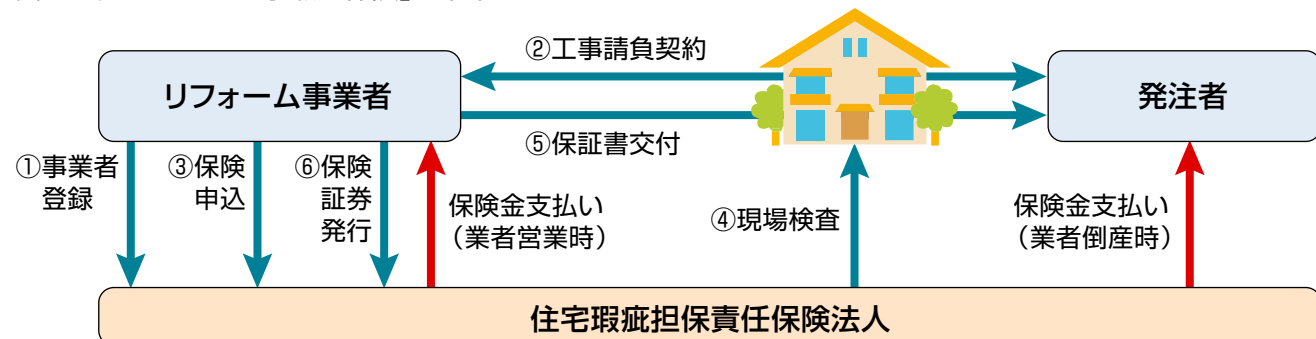 ②工事請負契約
リフォーム事業者
発注者
⑤保証書交付
①事業者
登録
③保険
申込
⑥保険
証券
発行
保険金支払い
（業者営業時）
④現場検査
保険金支払い
（業者倒産時）
住宅瑕疵担保責任保険法人